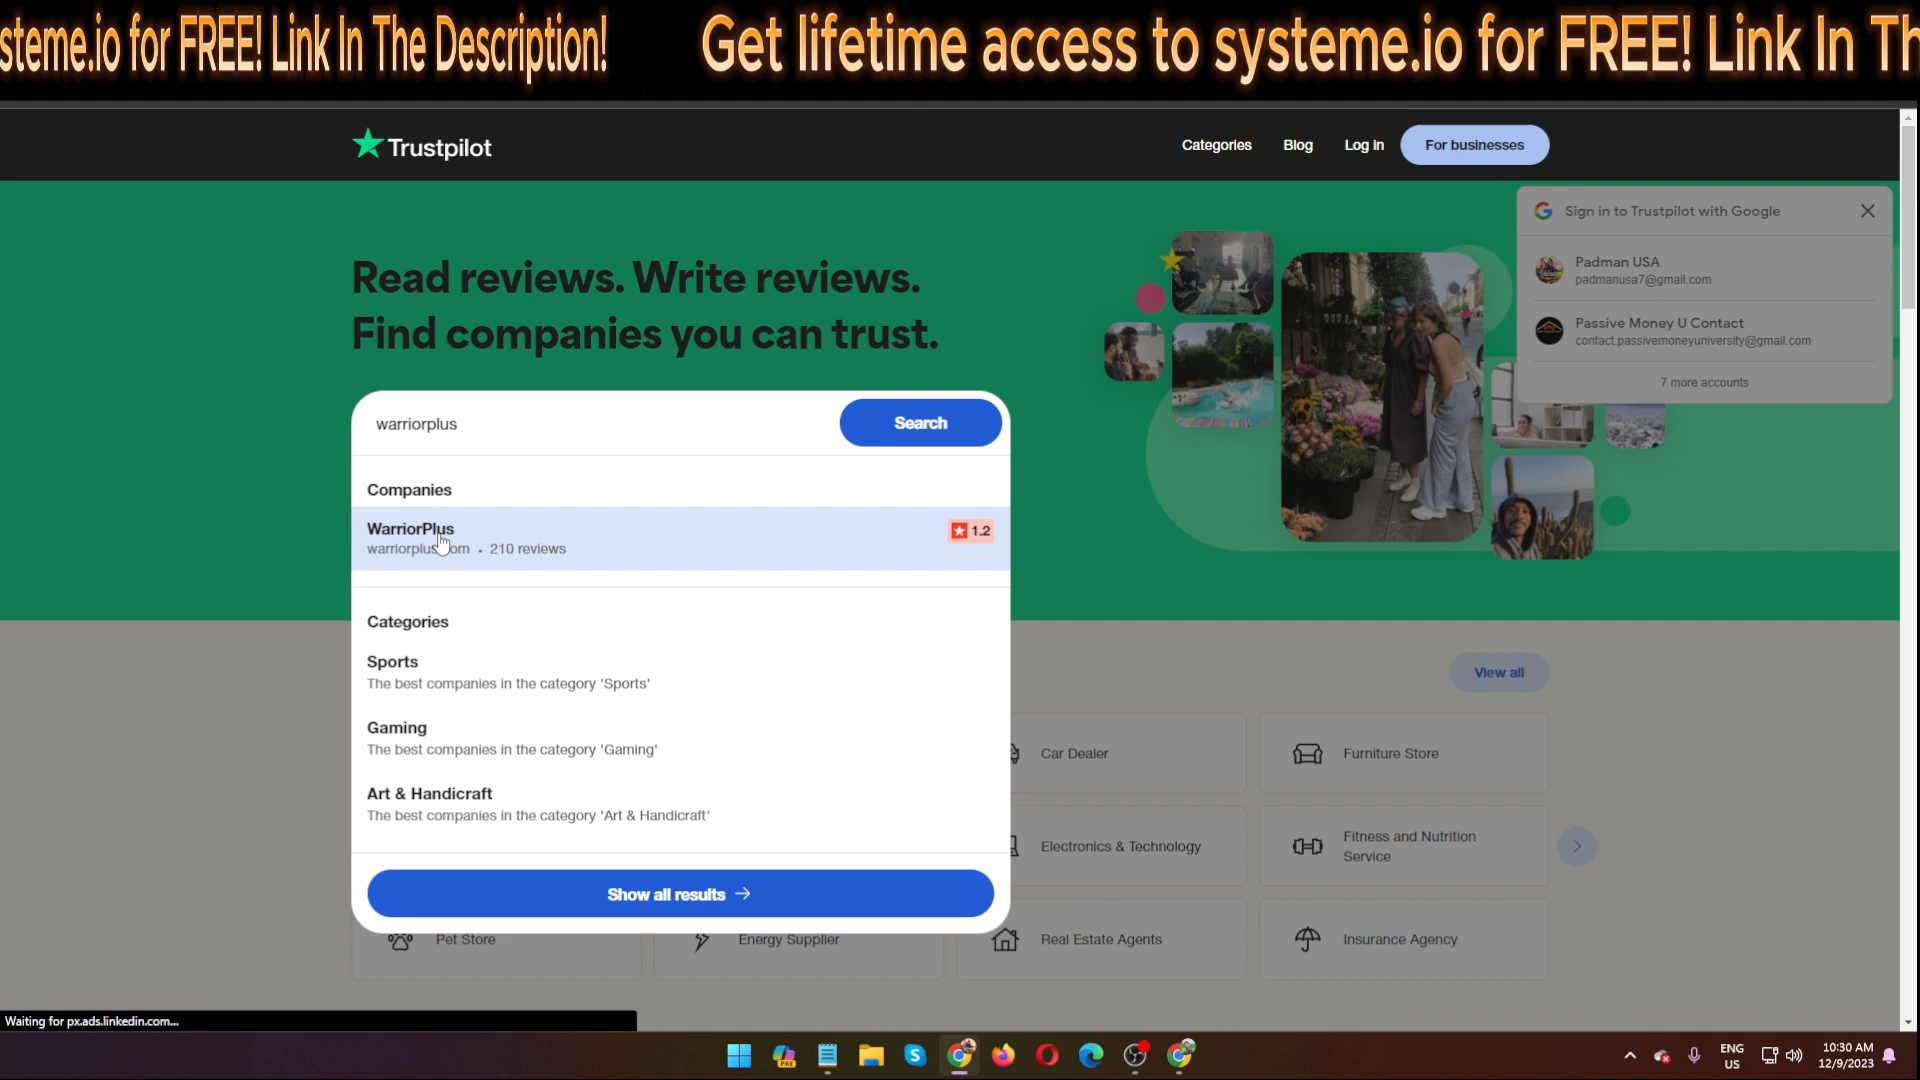 steme.io for FREE! Link In The Description!
Get lifetime access to systeme.io for FREE! Link In Th
Trustpilot
Categories
Blog
Log in
For businesses
Sign in to Trustpilot with Google
Padman USA
padmanusa7@gmail.com
Passive Money U Contact
contact.passivemoneyuniversity@gmail.com
7 more accounts
Read reviews. Write reviews.
Find companies you can trust.
warriorplus
Search
Companies
WarriorPlus
1.2
210 reviews
Categories
Sports
The best companies in the category 'Sports'
Gaming
The best companies in the category 'Gaming'
Art & Handicraft
The best companies in the category 'Art & Handicraft'
Show all results
View all
Car Dealer
Furniture Store
Electronics & Technology
Fitness and Nutrition
Service
Pet Store
Energy Supplier
Real Estate Agents
Insurance Agency
Waiting for px.ads.linkedin.com...
PRE
S
ENG
US
10:30 AM
12/9/2023